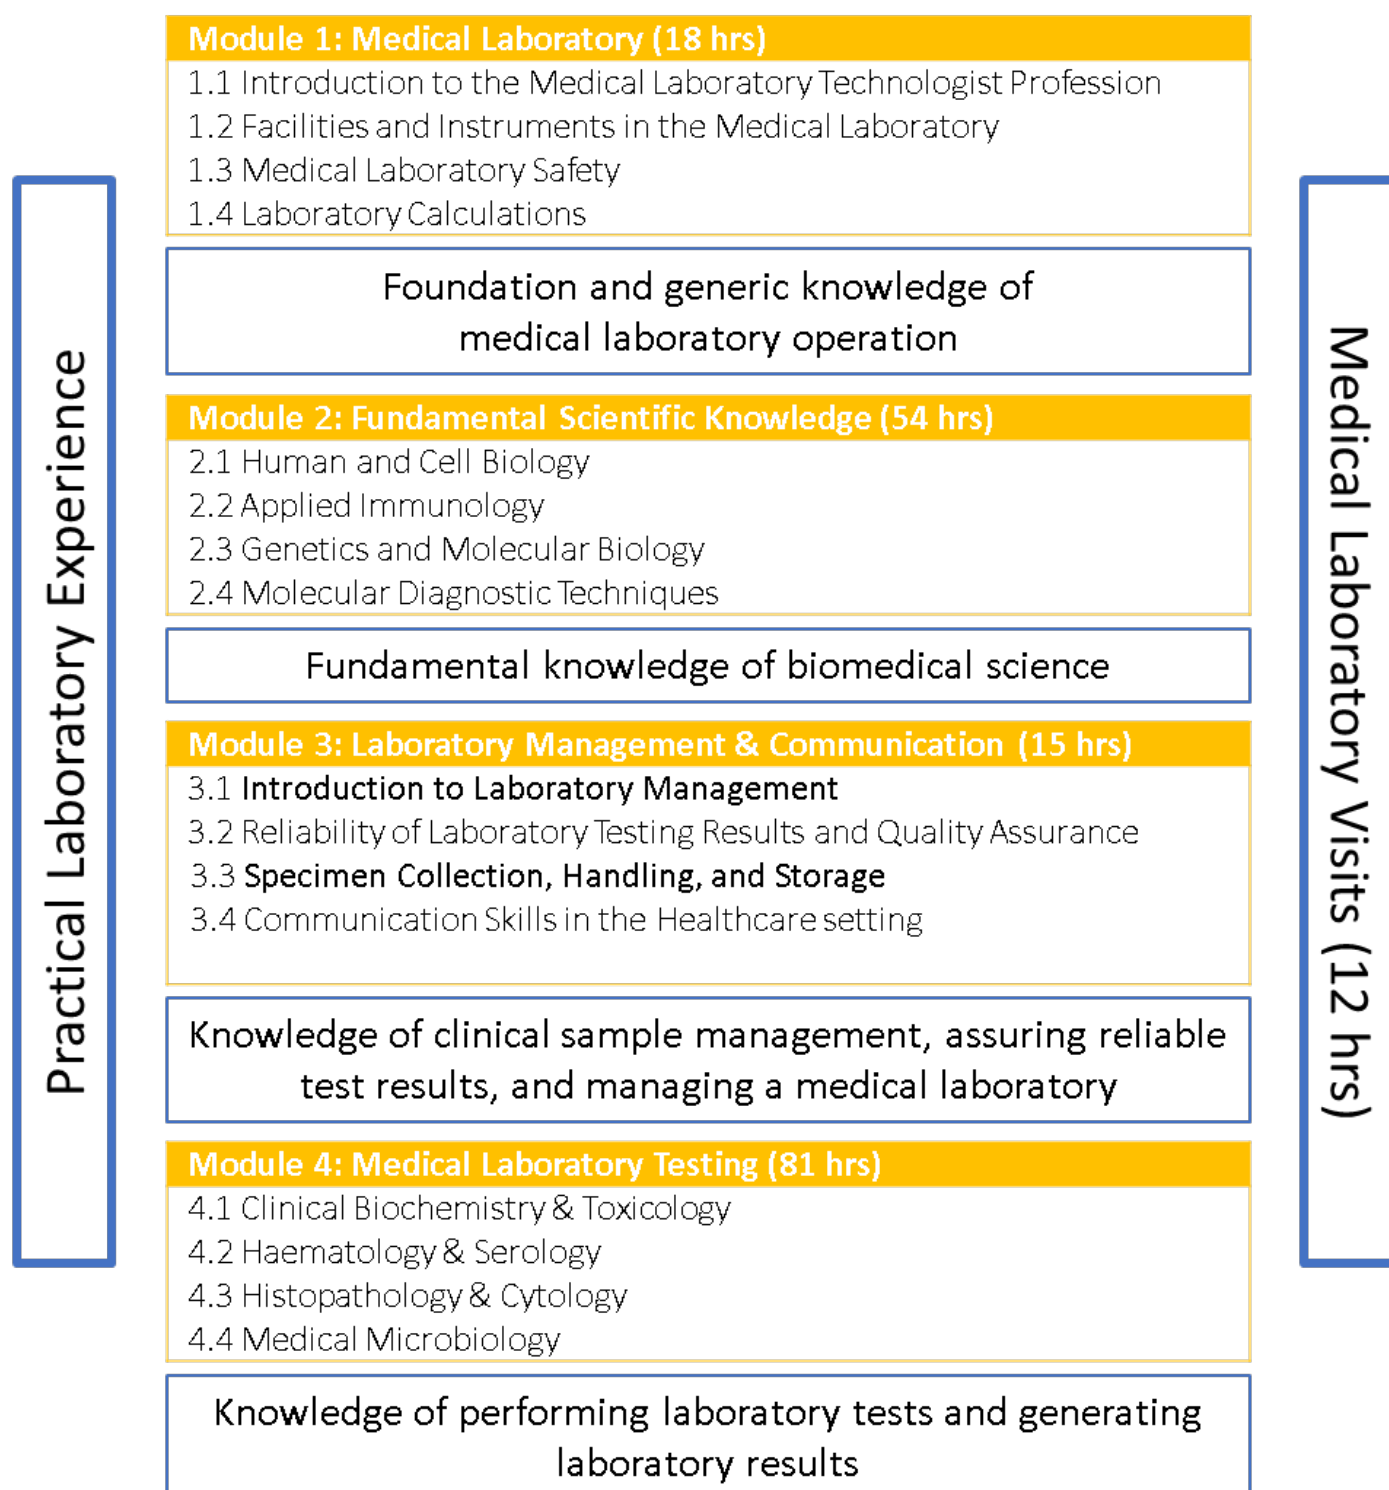 Module 1: Medical Laboratory (18 hrs)
1.1 Introduction to the Medical Laboratory Technologist Profession
1.2 Facilities and Instruments in the Medical Laboratory
1.3 Medical Laboratory Safety
1.4 Laboratory Calculations
Foundation and generic knowledge of
medical laboratory operation
Module 2: Fundamental Scientific Knowledge (54 hrs)
2.1 Human and Cell Biology
2.2 Applied Immunology
2.3 Genetics and Molecular Biology
2.4 Molecular Diagnostic Techniques
Fundamental knowledge of biomedical science
Module 3: Laboratory Management & Communication (15 hrs)
3.1 Introduction to Laboratory Management
3.2 Reliability of Laboratory Testing Results and Quality Assurance
3.3 Specimen Collection, Handling, and Storage
3.4 Communication Skills in the Healthcare setting
Knowledge of clinical sample management, assuring reliable
test results, and managing a medical laboratory
Module 4: Medical Laboratory Testing (81 hrs)
4.1 Clinical Biochemistry & Toxicology
4.2 Haematology & Serology
4.3 Histopathology & Cytology
4.4 Medical Microbiology
Knowledge of performing laboratory tests and generating
laboratory results
Practical Laboratory Experience
Medical Laboratory Visits (12 hrs)